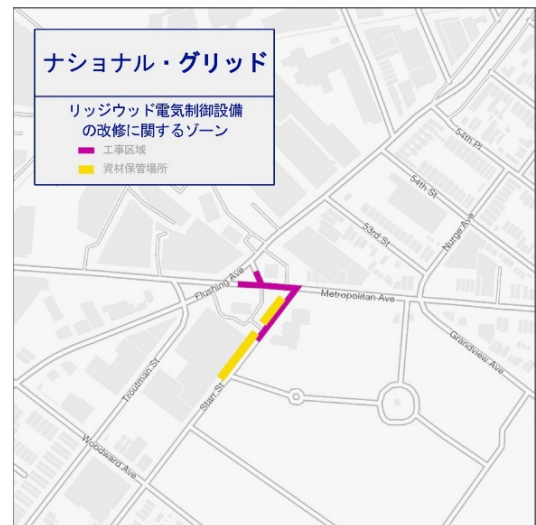 ナショナル・グリッド
リッジウッド電気制御設備
の改修に関するゾーン
工事区域
資材保管場所
54th Pl
54th St
53rd St
Nurge Ave
Flushing Ave
Metropolitan Ave
Grandview Ave
Troutman St
Starr St
Woodward Ave